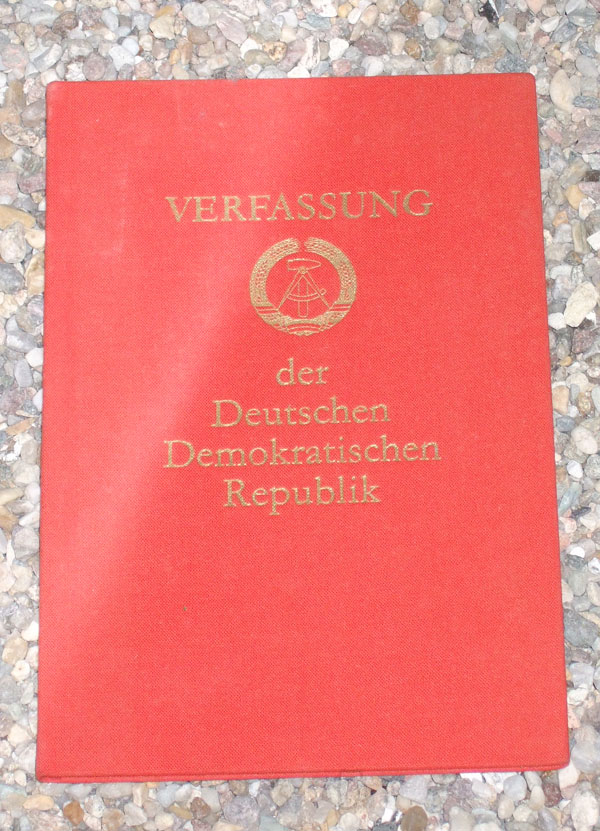 VERFASSUNG
der
Deutschen
Demokratischen
Republik